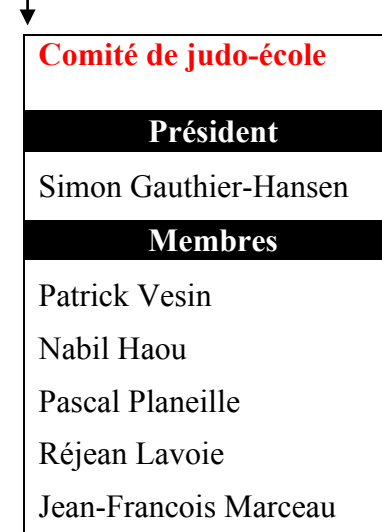 Comité de judo-école
Président
Simon Gauthier-Hansen
Membres
Patrick Vesin
Nabil Haou
Pascal Planeille
Réjean Lavoie
Jean-Francois Marceau